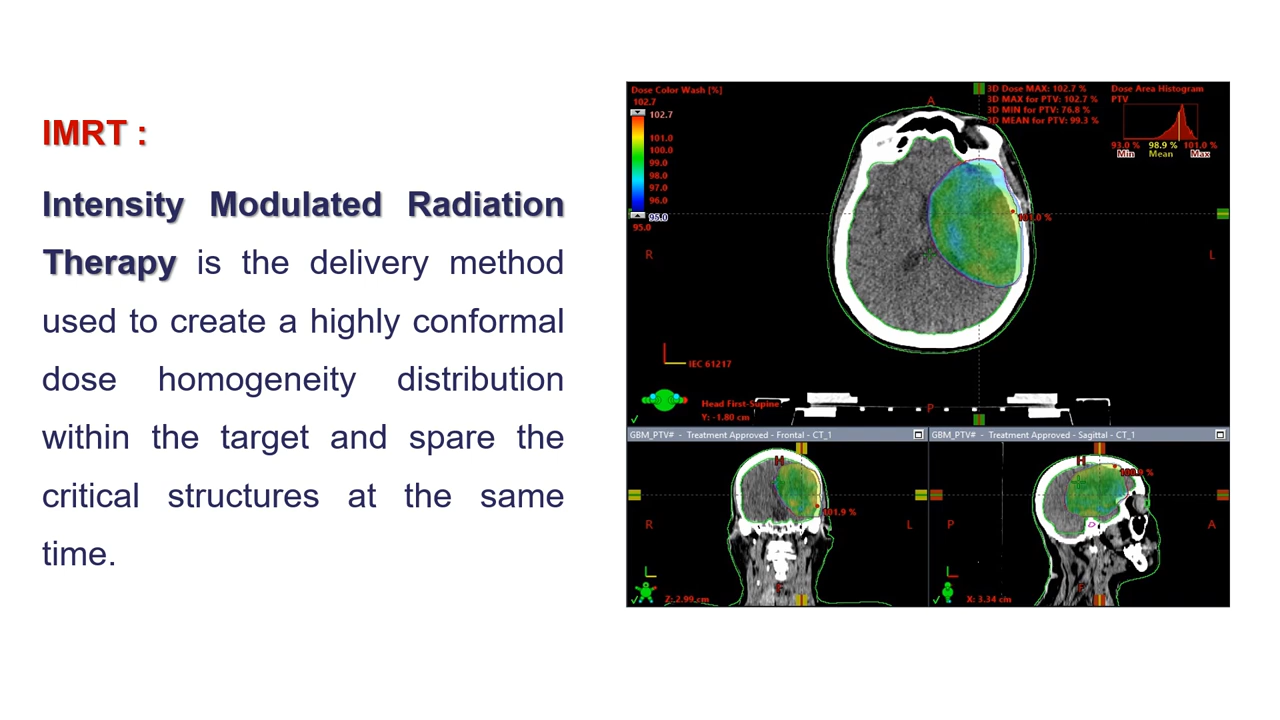 IMRT :
Intensity Modulated Radiation
Therapy is the delivery method
used to create a highly conformal
dose homogeneity distribution
within the target and spare the
critical structures at the same
time.
Dose Color Wash [%]
102.7
102.7
101.0
100.0
99.0
98.0
97.0
96.0
95.0
95.0
A
3D Dose MAX: 102.7 %
3D MAX for PTV: 102.7 %
3D MIN for PTV: 76.8 %
3D MEAN for PTV: 99.3 %
Dose Area Histogram
PTV
93.0 % 98.9 % 101.0 %
Min Mean Max
101.0 %
R
L
IEC 61217
Head First-Supine
Y: -1.80 cm
P
GBM_PTV# - Treatment Approved - Frontal - CT_1
H
101.9 %
R
L
F
Z: 2.99 cm
GBM_PTV# - Treatment Approved - Sagittal - CT_1
H
P
A
F
X: 3.34 cm